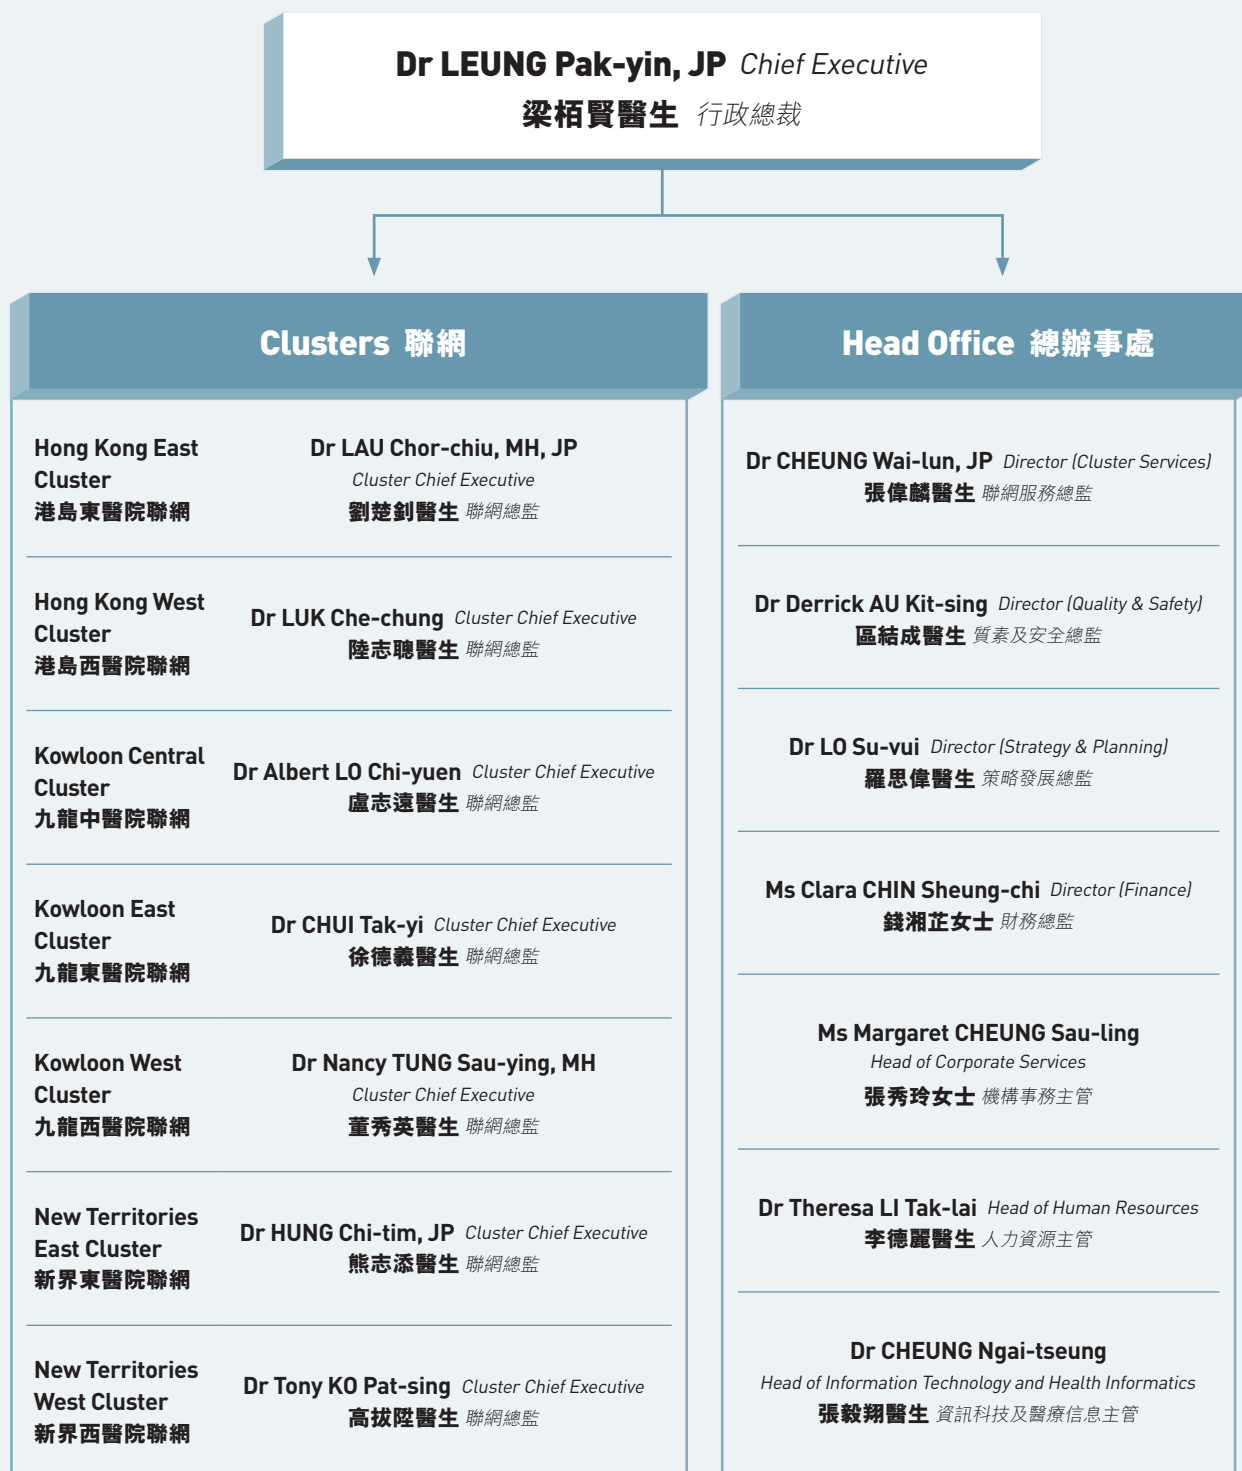 Dr LEUNG Pak-yin, JP Chief Executive
梁栢賢醫生 行政總裁
Clusters 聯網
Hong Kong East
Cluster
港島東醫院聯網
Dr LAU Chor-chiu, MH, JP
Cluster Chief Executive
劉楚釗醫生 聯網總監
Hong Kong West
Cluster
港島西醫院聯網
Dr LUK Che-chung Cluster Chief Executive
陸志聰醫生 聯網總監
Kowloon Central
Cluster
九龍中醫院聯網
Dr Albert LO Chi-yuen Cluster Chief Executive
盧志遠醫生 聯網總監
Kowloon East
Cluster
九龍東醫院聯網
Dr CHUI Tak-yi Cluster Chief Executive
徐德義醫生 聯網總監
Kowloon West
Cluster
九龍西醫院聯網
Dr Nancy TUNG Sau-ying, MH
Cluster Chief Executive
董秀英醫生 聯網總監
New Territories
East Cluster
新界東醫院聯網
Dr HUNG Chi-tim, JP Cluster Chief Executive
熊志添醫生 聯網總監
New Territories
West Cluster
新界西醫院聯網
Dr Tony KO Pat-sing Cluster Chief Executive
高拔陞醫生 聯網總監
Head Office 總辦事處
Dr CHEUNG Wai-lun, JP Director (Cluster Services)
張偉麟醫生 聯網服務總監
Dr Derrick AU Kit-sing Director (Quality & Safety)
區結成醫生 質素及安全總監
Dr LO Su-vui Director (Strategy & Planning)
羅思偉醫生 策略發展總監
Ms Clara CHIN Sheung-chi Director (Finance)
錢湘芷女士 財務總監
Ms Margaret CHEUNG Sau-ling
Head of Corporate Services
張秀玲女士 機構事務主管
Dr Theresa LI Tak-lai Head of Human Resources
李德麗醫生 人力資源主管
Dr CHEUNG Ngai-tseung
Head of Information Technology and Health Informatics
張毅翔醫生 資訊科技及醫療信息主管